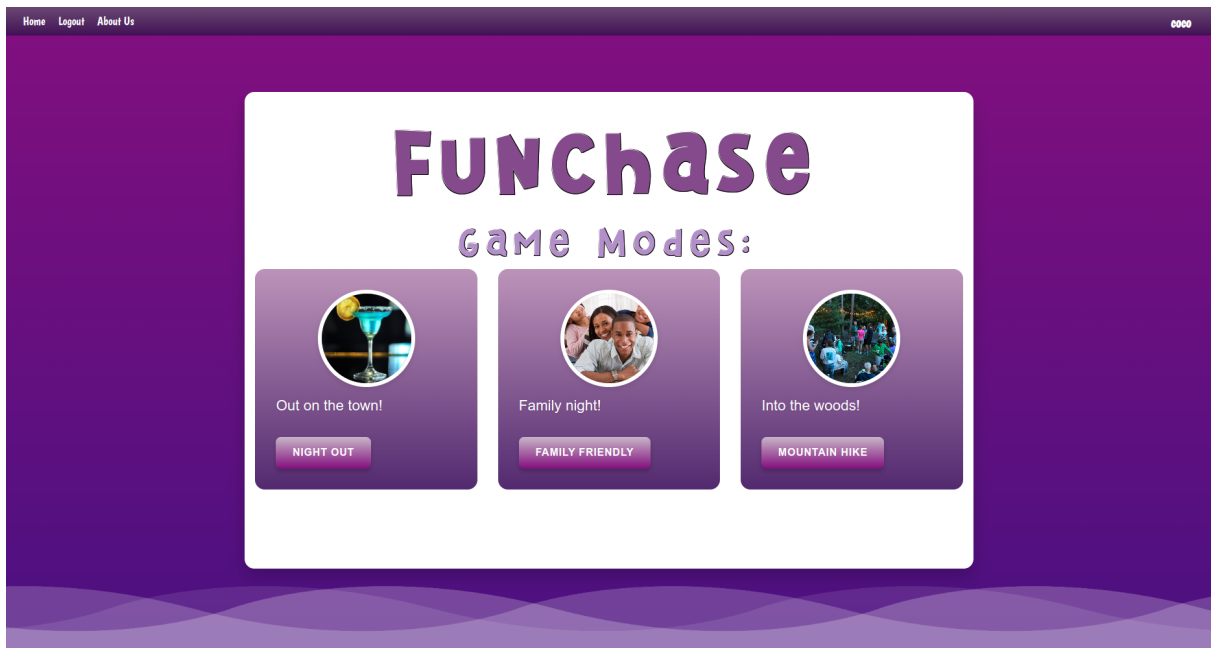 Home Logout About Us coco
Funchase
Game Modes:
Out on the town!
NIGHT OUT
Family night!
FAMILY FRIENDLY
Into the woods!
MOUNTAIN HIKE